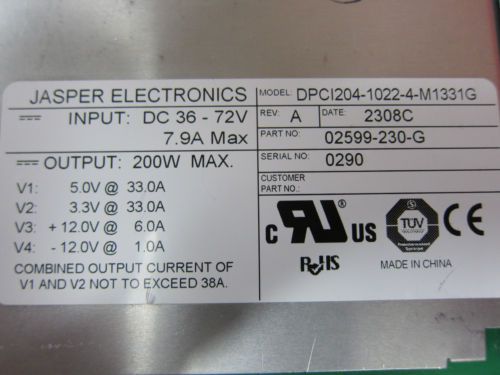 JASPER ELECTRONICS
INPUT: DC 36 - 72V
7.9A Max
OUTPUT: 200W MAX.
V1: 5.0V @ 33.0A
V2: 3.3V @ 33.0A
V3: + 12.0V @ 6.0A
V4: - 12.0V @ 1.0A
COMBINED OUTPUT CURRENT OF
V1 AND V2 NOT TO EXCEED 38A.
MODEL: DPCI204-1022-4-M1331G
REV: A DATE: 2308C
PART NO: 02599-230-G
SERIAL NO: 0290
CUSTOMER
PART NO.:
c RU US
TÜV
CE
RoHS
MADE IN CHINA